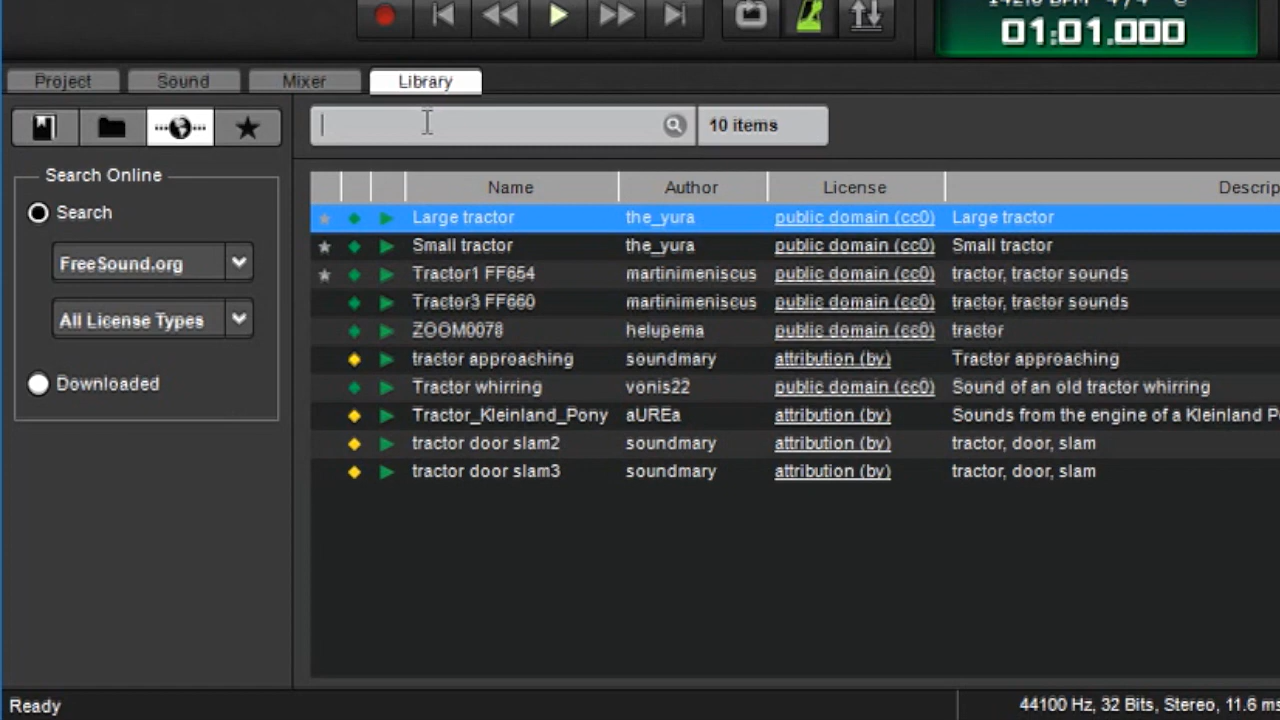 4/4 C
01:01.000
Project Sound Mixer Library
10 items
Search Online
Search
FreeSound.org
All License Types
Downloaded
Name Author License Descrip
Large tractor the_yura public domain (cc0) Large tractor
Small tractor the_yura public domain (cc0) Small tractor
Tractor1 FF654 martinimeniscus public domain (cc0) tractor, tractor sounds
Tractor3 FF660 martinimeniscus public domain (cc0) tractor, tractor sounds
ZOOM0078 helupema public domain (cc0) tractor
tractor approaching soundmary attribution (by) Tractor approaching
Tractor whirring vonis22 public domain (cc0) Sound of an old tractor whirring
Tractor_Kleinland_Pony aUREa attribution (by) Sounds from the engine of a Kleinland P
tractor door slam2 soundmary attribution (by) tractor, door, slam
tractor door slam3 soundmary attribution (by) tractor, door, slam
Ready 44100 Hz, 32 Bits, Stereo, 11.6 ms